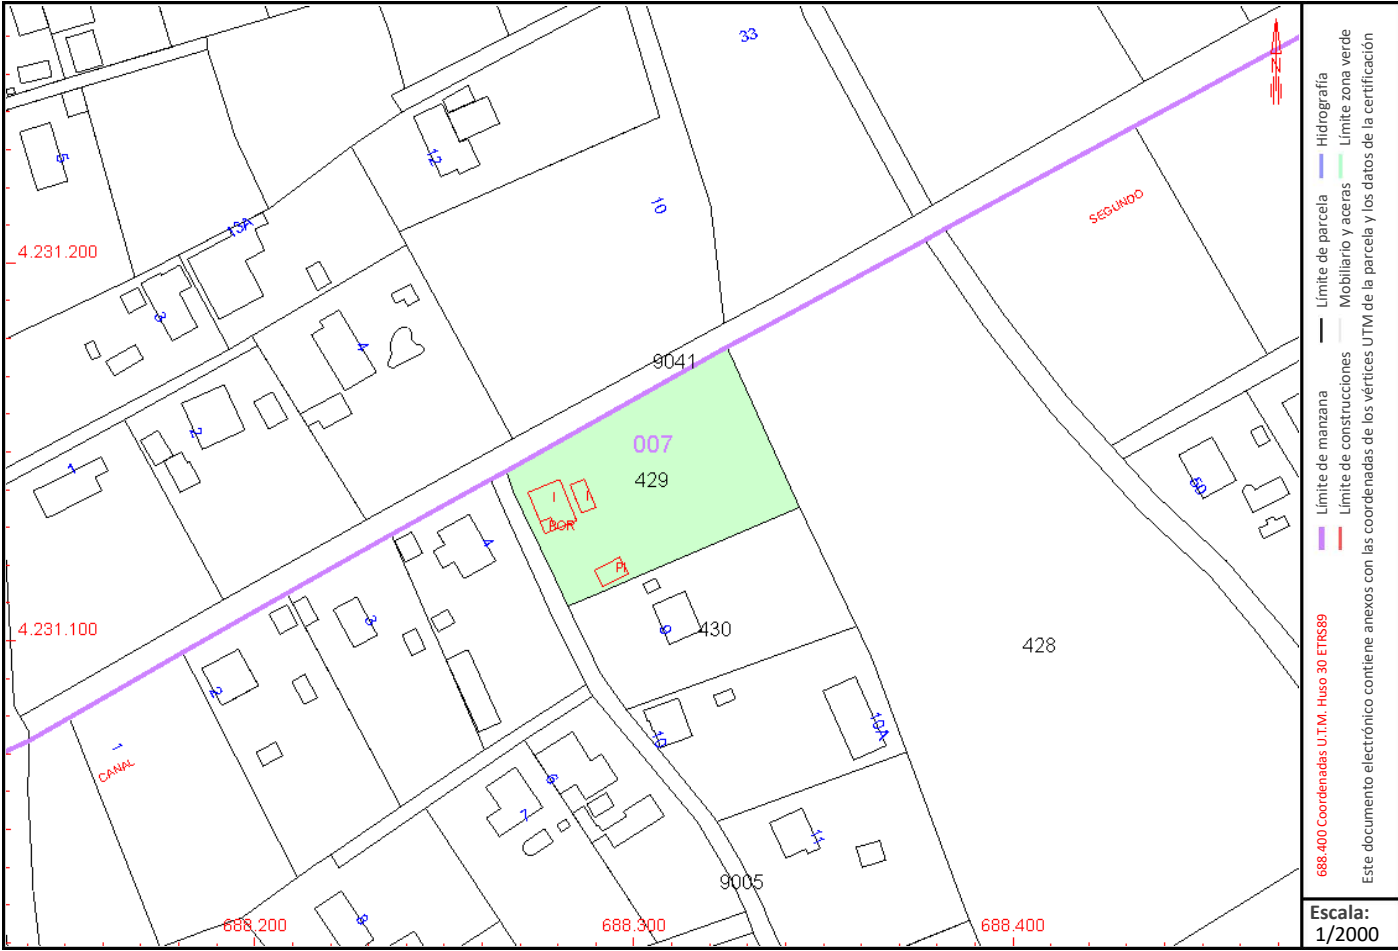 33
5
12
10
13A
SEGUNDO
4.231.200
3
4
9041
2
007
1
429
I
I
POR
4
PI
3
9
430
4.231.100
428
2
10
10A
1
CANAL
6
7
11
9005
8
688.200
688.300
688.400
50
N
Límite de manzana
Límite de parcela
Hidrografía
Límite de construcciones
Mobiliario y aceras
Límite zona verde
688.400 Coordenadas U.T.M. Huso 30 ETRS89
Este documento electrónico contiene anexos con las coordenadas de los vértices UTM de la parcela y los datos de la certificación
Escala:
1/2000